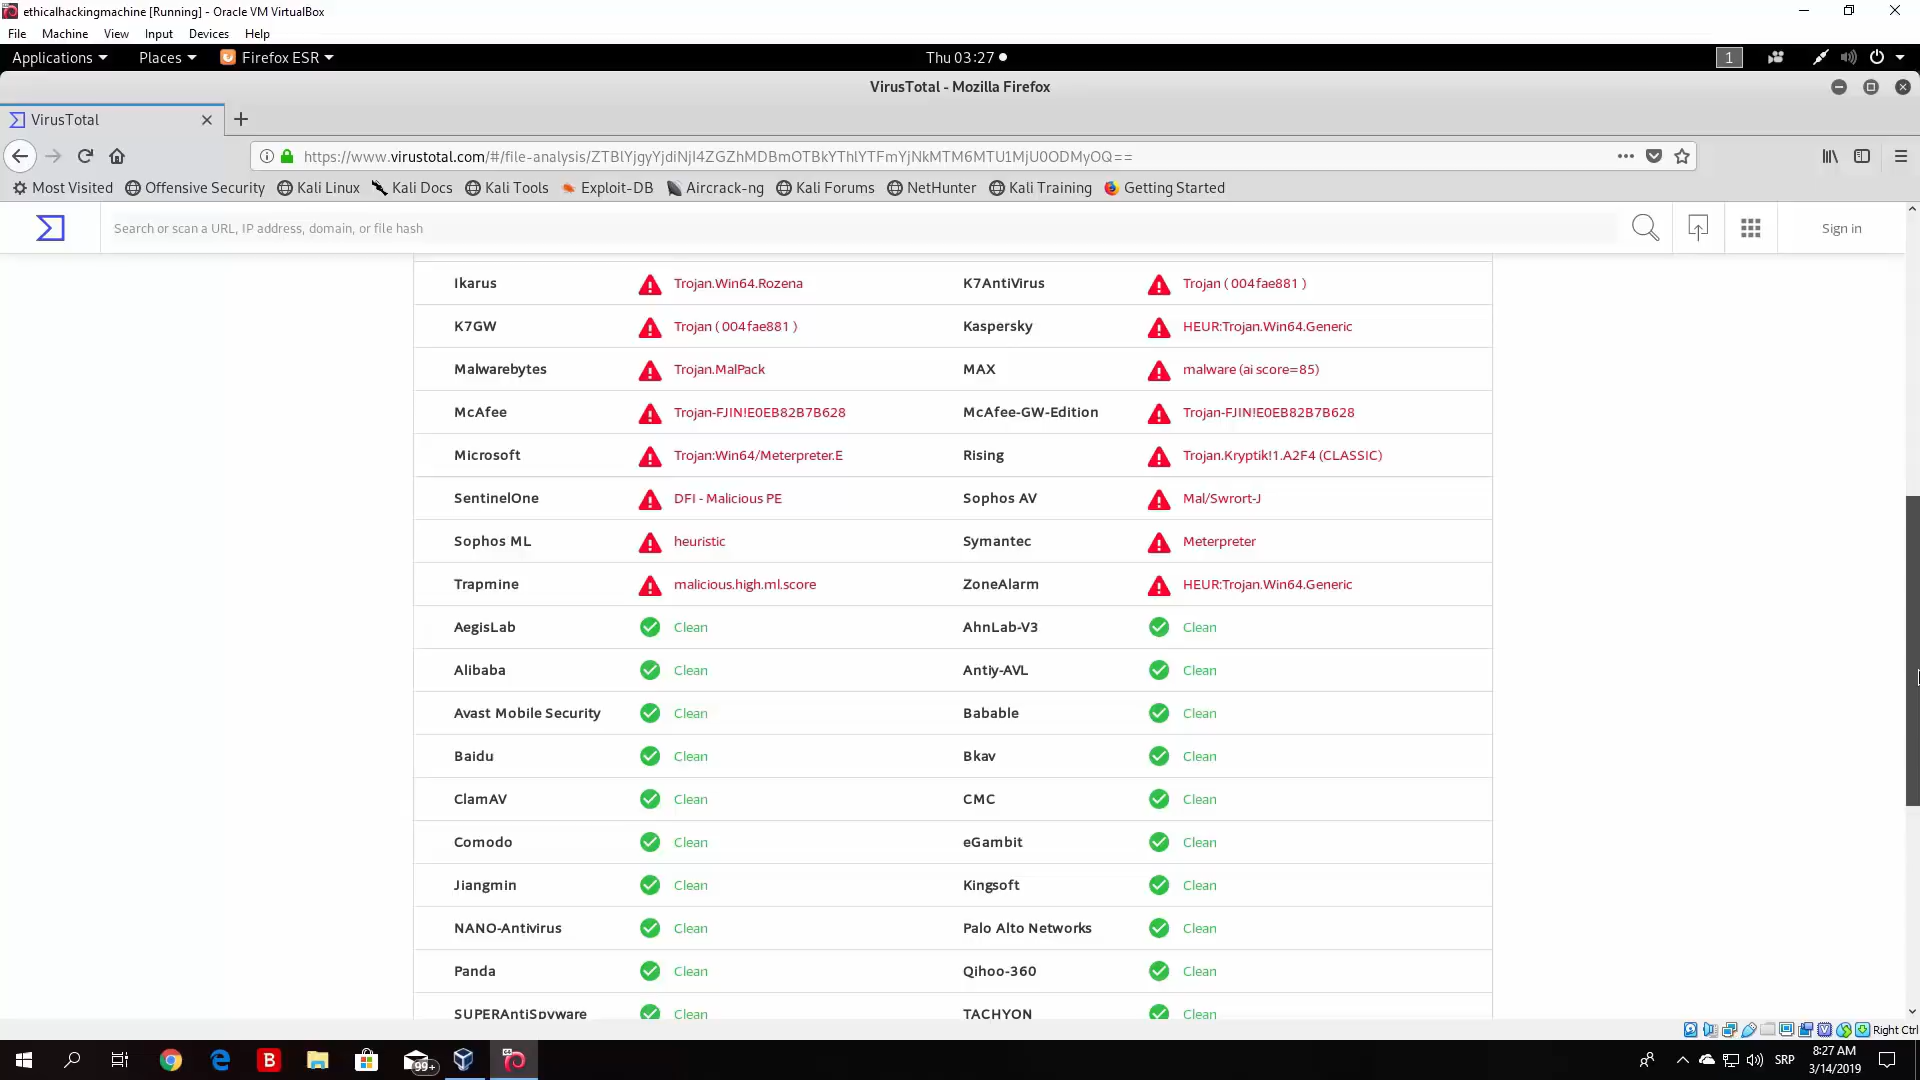 ethicalhackingmachine [Running] - Oracle VM VirtualBox
File Machine View Input Devices Help
Applications Places Firefox ESR Thu 03:27 1
VirusTotal - Mozilla Firefox
VirusTotal
https://www.virustotal.com/#/file-analysis/ZTBlYjgyYjdiNjI4ZGZhMDBmOTBkYThlYTFmYjNkMTM6MTU1MjU0ODMyOQ==
Most Visited Offensive Security Kali Linux Kali Docs Kali Tools Exploit-DB Aircrack-ng Kali Forums NetHunter Kali Training Getting Started
Search or scan a URL, IP address, domain, or file hash Sign in
Ikarus Trojan.Win64.Rozena K7AntiVirus Trojan ( 004fae881 )
K7GW Trojan ( 004fae881 ) Kaspersky HEUR:Trojan.Win64.Generic
Malwarebytes Trojan.MalPack MAX malware (ai score=85)
McAfee Trojan-FJIN!E0EB82B7B628 McAfee-GW-Edition Trojan-FJIN!E0EB82B7B628
Microsoft Trojan:Win64/Meterpreter.E Rising Trojan.Kryptik!1.A2F4 (CLASSIC)
SentinelOne DFI - Malicious PE Sophos AV Mal/Swrort-J
Sophos ML heuristic Symantec Meterpreter
Trapmine malicious.high.ml.score ZoneAlarm HEUR:Trojan.Win64.Generic
AegisLab Clean AhnLab-V3 Clean
Alibaba Clean Antiy-AVL Clean
Avast Mobile Security Clean Babable Clean
Baidu Clean Bkav Clean
ClamAV Clean CMC Clean
Comodo Clean eGambit Clean
Jiangmin Clean Kingsoft Clean
NANO-Antivirus Clean Palo Alto Networks Clean
Panda Clean Qihoo-360 Clean
SUPERAntiSpyware Clean TACHYON Clean
Right Ctrl
B 99+ SRP 8:27 AM
3/14/2019